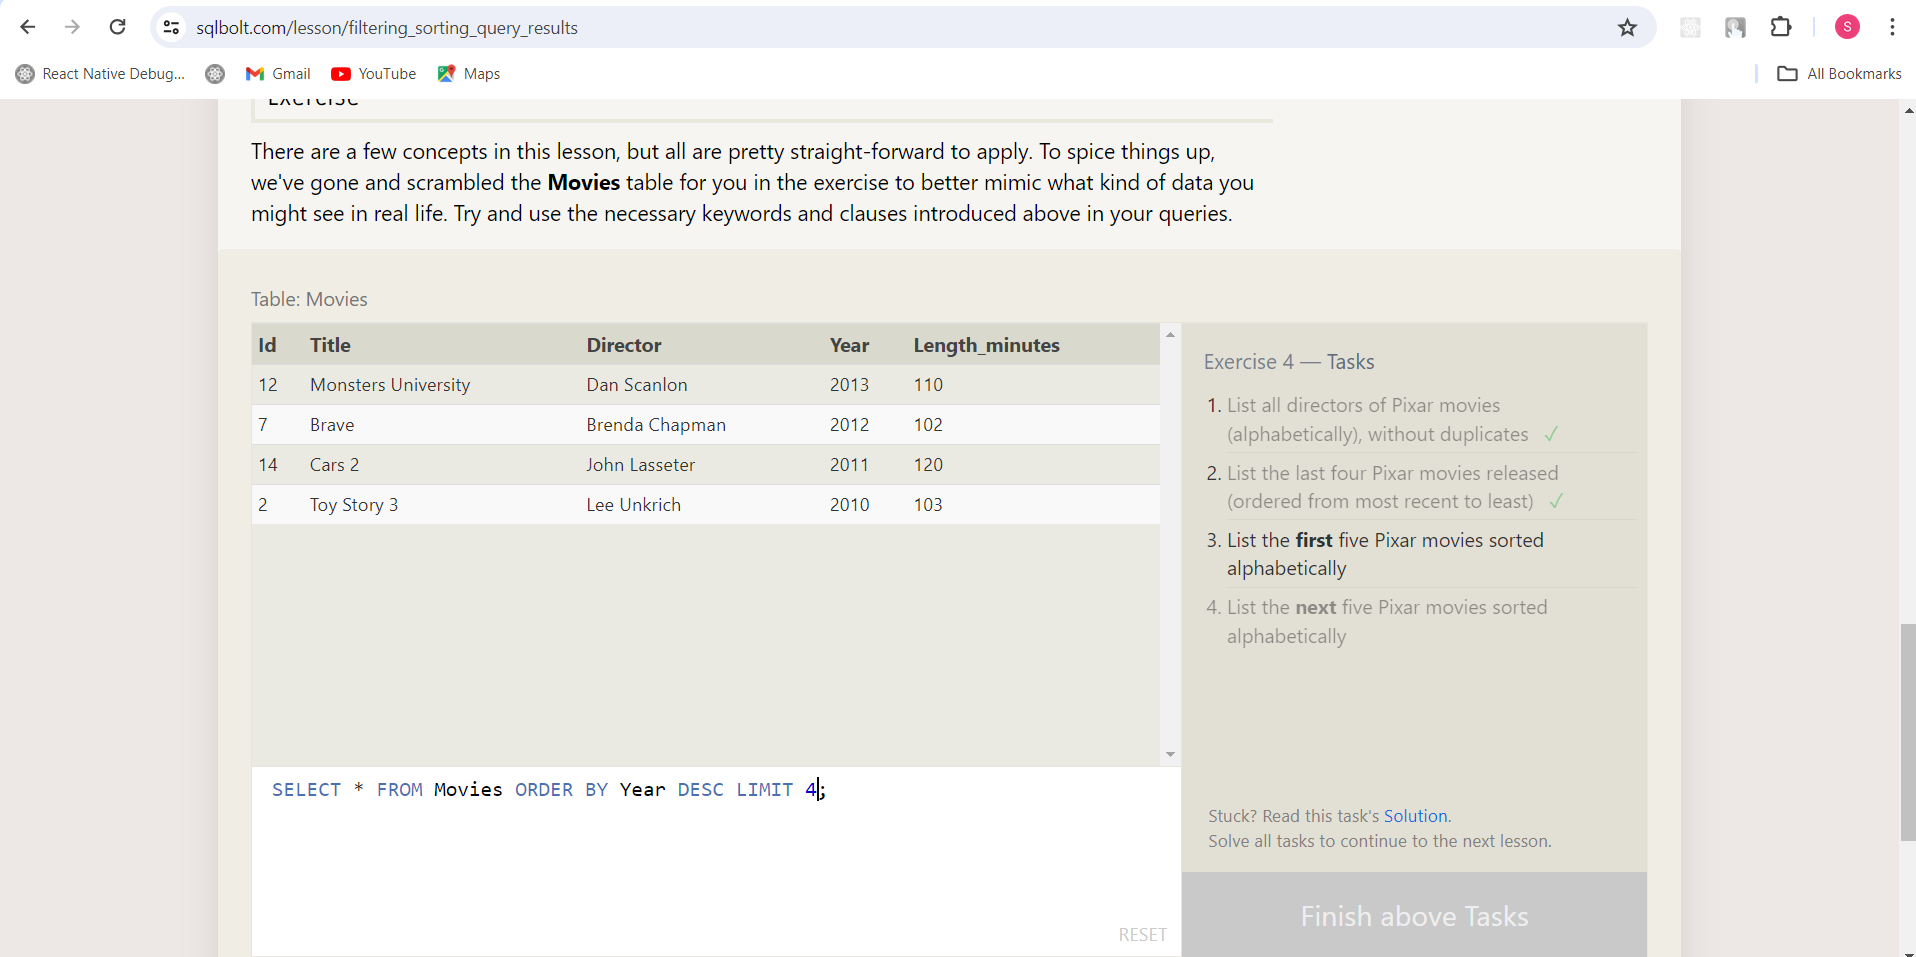 sqlbolt.com/lesson/filtering_sorting_query_results
S
React Native Debug...
Gmail
YouTube
Maps
All Bookmarks
Exercise
There are a few concepts in this lesson, but all are pretty straight-forward to apply. To spice things up,
we've gone and scrambled the Movies table for you in the exercise to better mimic what kind of data you
might see in real life. Try and use the necessary keywords and clauses introduced above in your queries.
Table: Movies
Id Title Director Year Length_minutes
12 Monsters University Dan Scanlon 2013 110
7 Brave Brenda Chapman 2012 102
14 Cars 2 John Lasseter 2011 120
2 Toy Story 3 Lee Unkrich 2010 103
SELECT * FROM Movies ORDER BY Year DESC LIMIT 4;
RESET
Exercise 4 — Tasks
1. List all directors of Pixar movies
(alphabetically), without duplicates ✓
2. List the last four Pixar movies released
(ordered from most recent to least) ✓
3. List the first five Pixar movies sorted
alphabetically
4. List the next five Pixar movies sorted
alphabetically
Stuck? Read this task's Solution.
Solve all tasks to continue to the next lesson.
Finish above Tasks